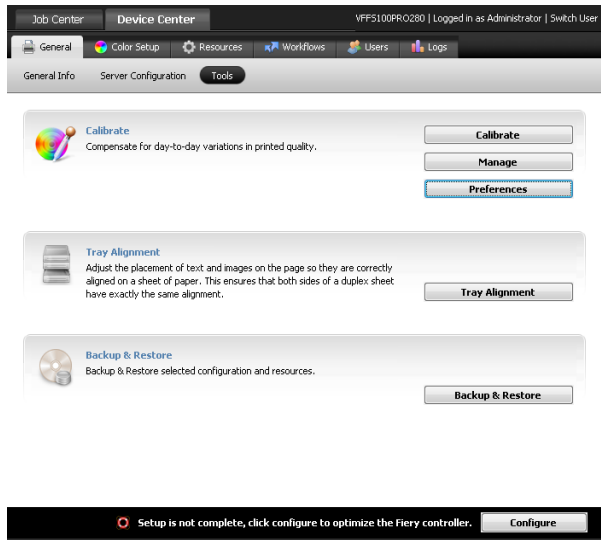 Job Center Device Center VFFS100PRO280 | Logged in as Administrator | Switch User
General Color Setup Resources Workflows Users Logs
General Info Server Configuration Tools
Calibrate
Compensate for day-to-day variations in printed quality.
Calibrate
Manage
Preferences
Tray Alignment
Adjust the placement of text and images on the page so they are correctly
aligned on a sheet of paper. This ensures that both sides of a duplex sheet
have exactly the same alignment.
Tray Alignment
Backup & Restore
Backup & Restore selected configuration and resources.
Backup & Restore
Setup is not complete, click configure to optimize the Fiery controller. Configure